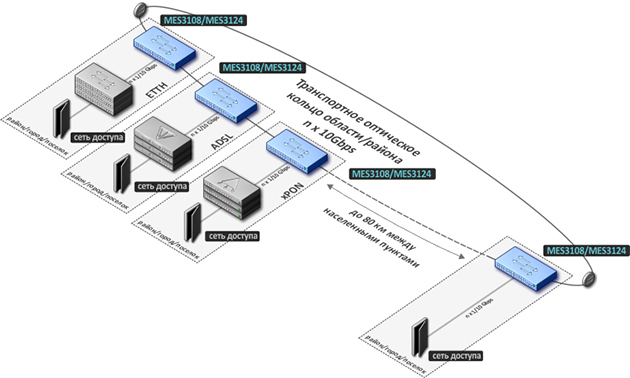 MES3108/MES3124
n x 1/10 Gbps
ETTH
сеть доступа
район/город/поселок
MES3108/MES3124
n x 1/10 Gbps
ADSL
сеть доступа
район/город/поселок
Транспортное оптическое
кольцо области/района
n x 10Gbps
MES3108/MES3124
n x 1/10 Gbps
xPON
сеть доступа
район/город/поселок
до 80 км между
населенными пунктами
MES3108/MES3124
n x 1/10 Gbps
сеть доступа
район/город/поселок